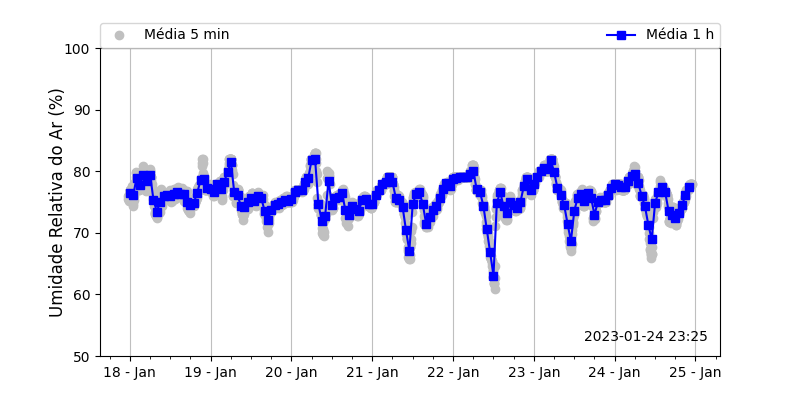 Média 5 min
Média 1 h
Umidade Relativa do Ar (%)
100
90
80
70
60
50
2023-01-24 23:25
18 - Jan
19 - Jan
20 - Jan
21 - Jan
22 - Jan
23 - Jan
24 - Jan
25 - Jan